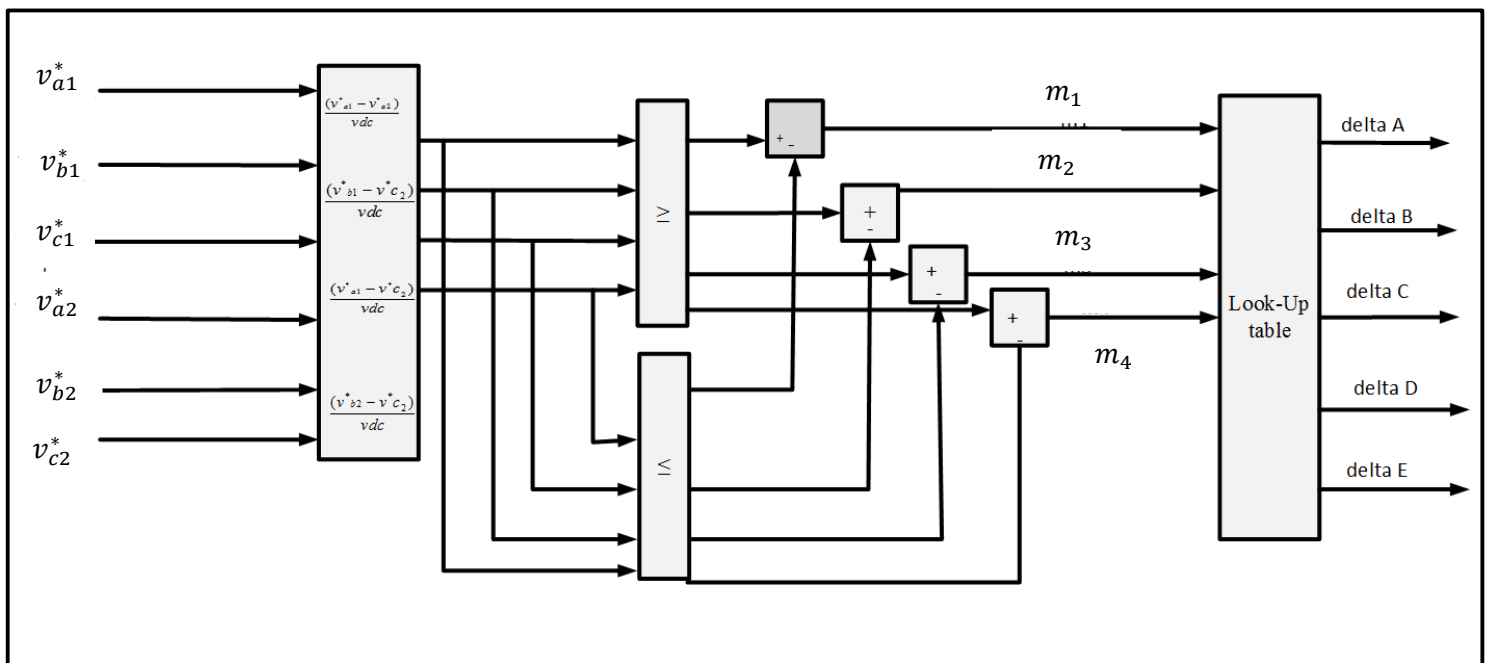 v*a1
v*b1
v*c1
v*a2
v*b2
v*c2
(v*a1 − v*a2)
vdc
(v*b1 − v*c2)
vdc
(v*a1 − v*c2)
vdc
(v*b2 − v*c2)
vdc
≥
≤
+ -
+
-
+
-
+
-
m1
m2
m3
m4
Look-Up
table
delta A
delta B
delta C
delta D
delta E